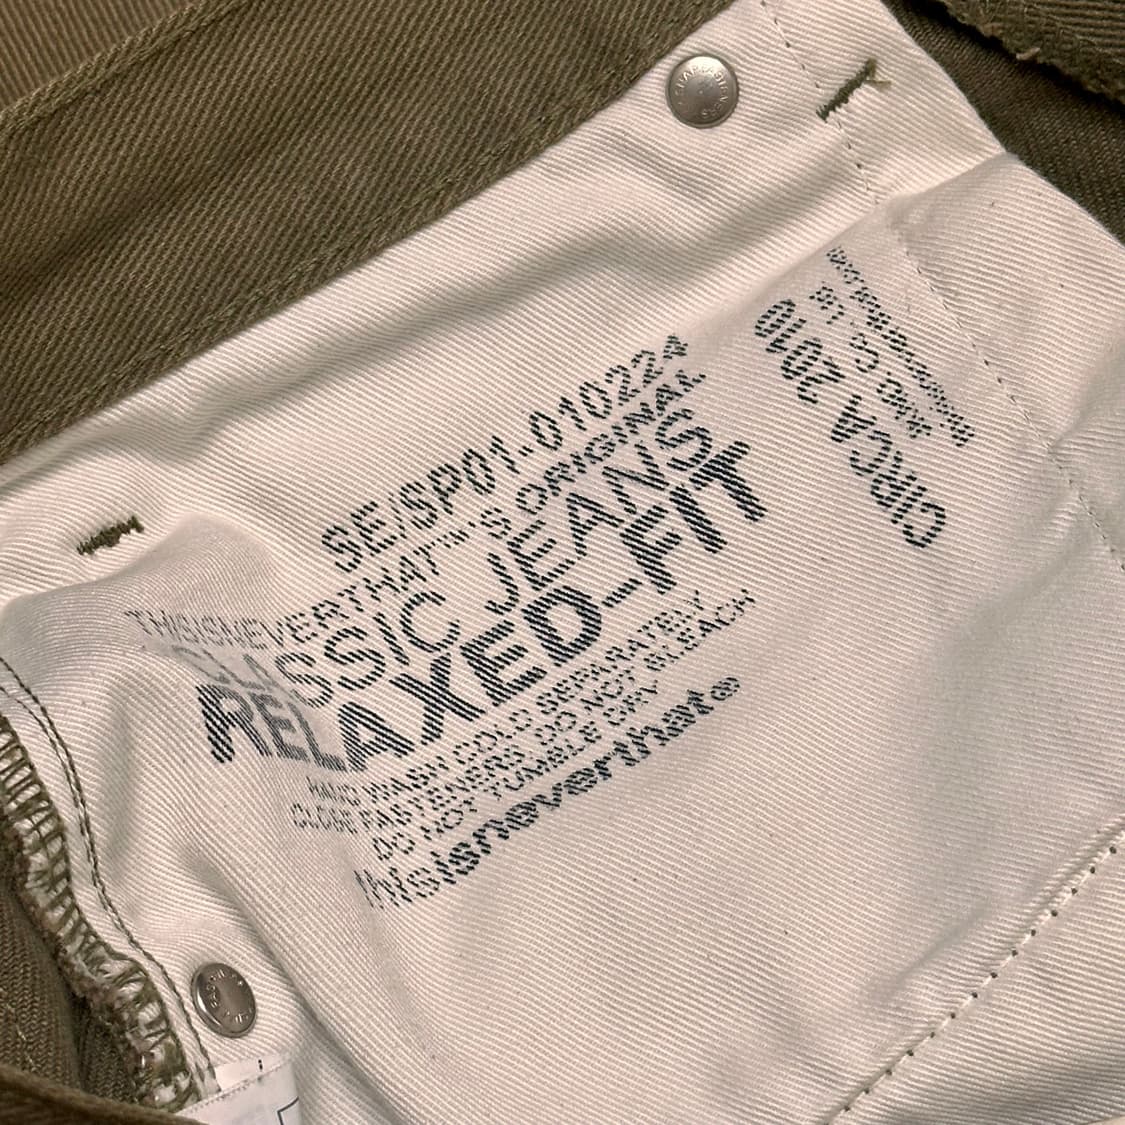 SE/SP01-010224
THISISNEVERTHAT®'S ORIGINAL
CLASSIC JEANS
RELAXED-FIT
HAND WASH COLD SEPARATELY
CLOSE FASTENERS DO NOT BLEACH
DO NOT TUMBLE DRY
thisisneverthat®
CIRCA 2010